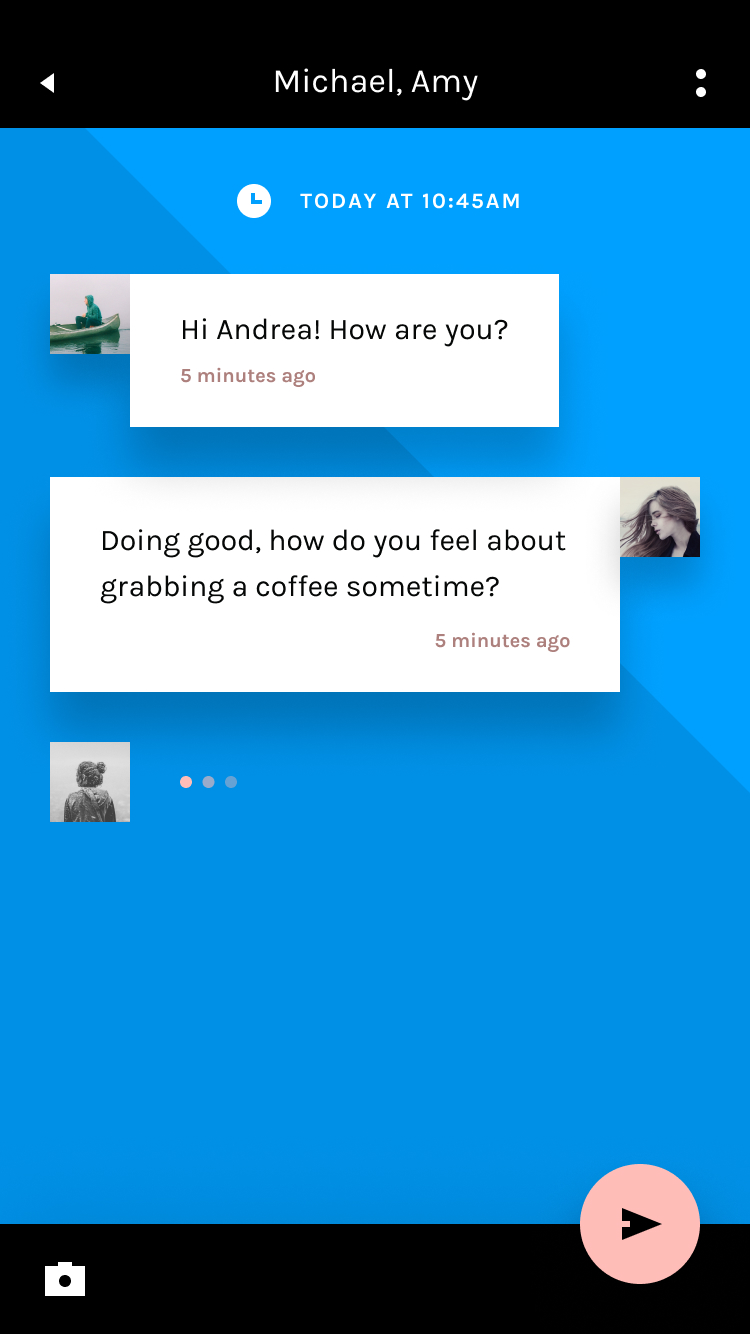 Michael, Amy
TODAY AT 10:45AM
Hi Andrea! How are you?
5 minutes ago
Doing good, how do you feel about
grabbing a coffee sometime?
5 minutes ago